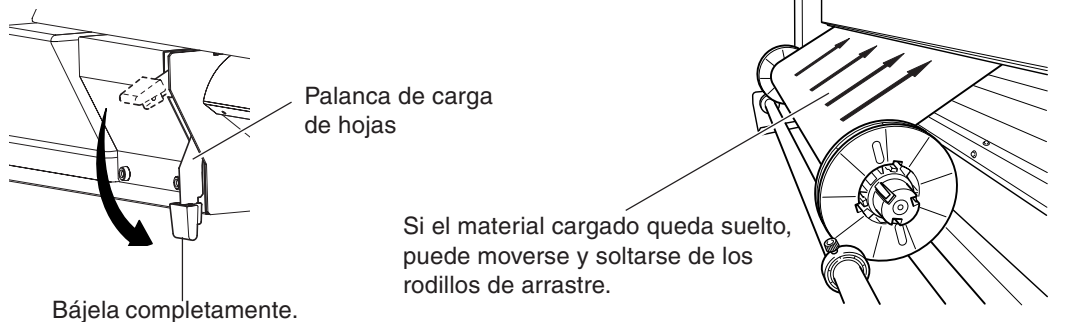 Palanca de carga
de hojas
Bájela completamente.
Si el material cargado queda suelto,
puede moverse y soltarse de los
rodillos de arrastre.